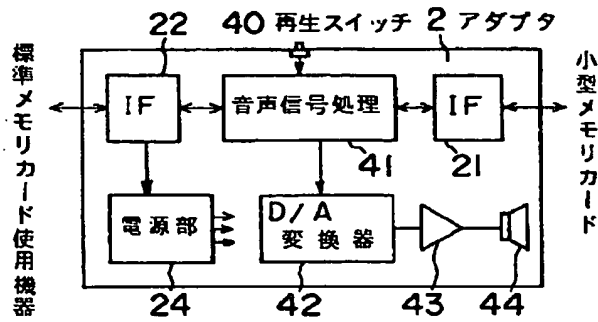 22
40 再生スイッチ
2 アダプタ
標準メモリカード使用機器
IF
音声信号処理
IF
小型メモリカード
41
21
電源部
D/A
変換器
24
42
43
44